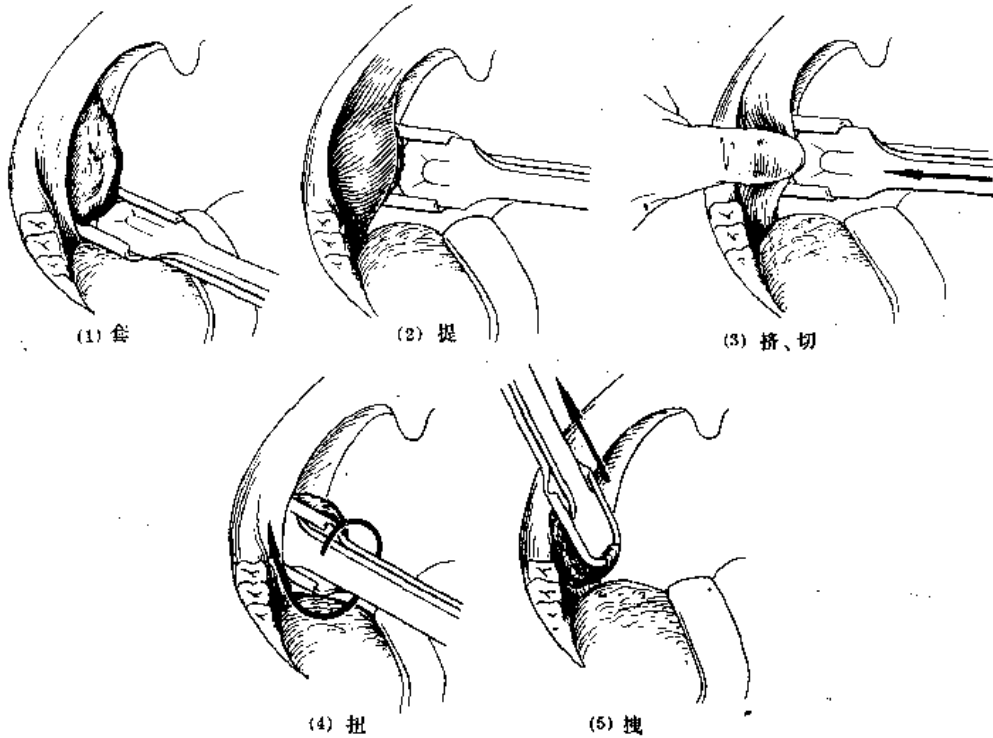 (1) 套
(2) 提
(3) 挤、切
(4) 扭
(5) 拽